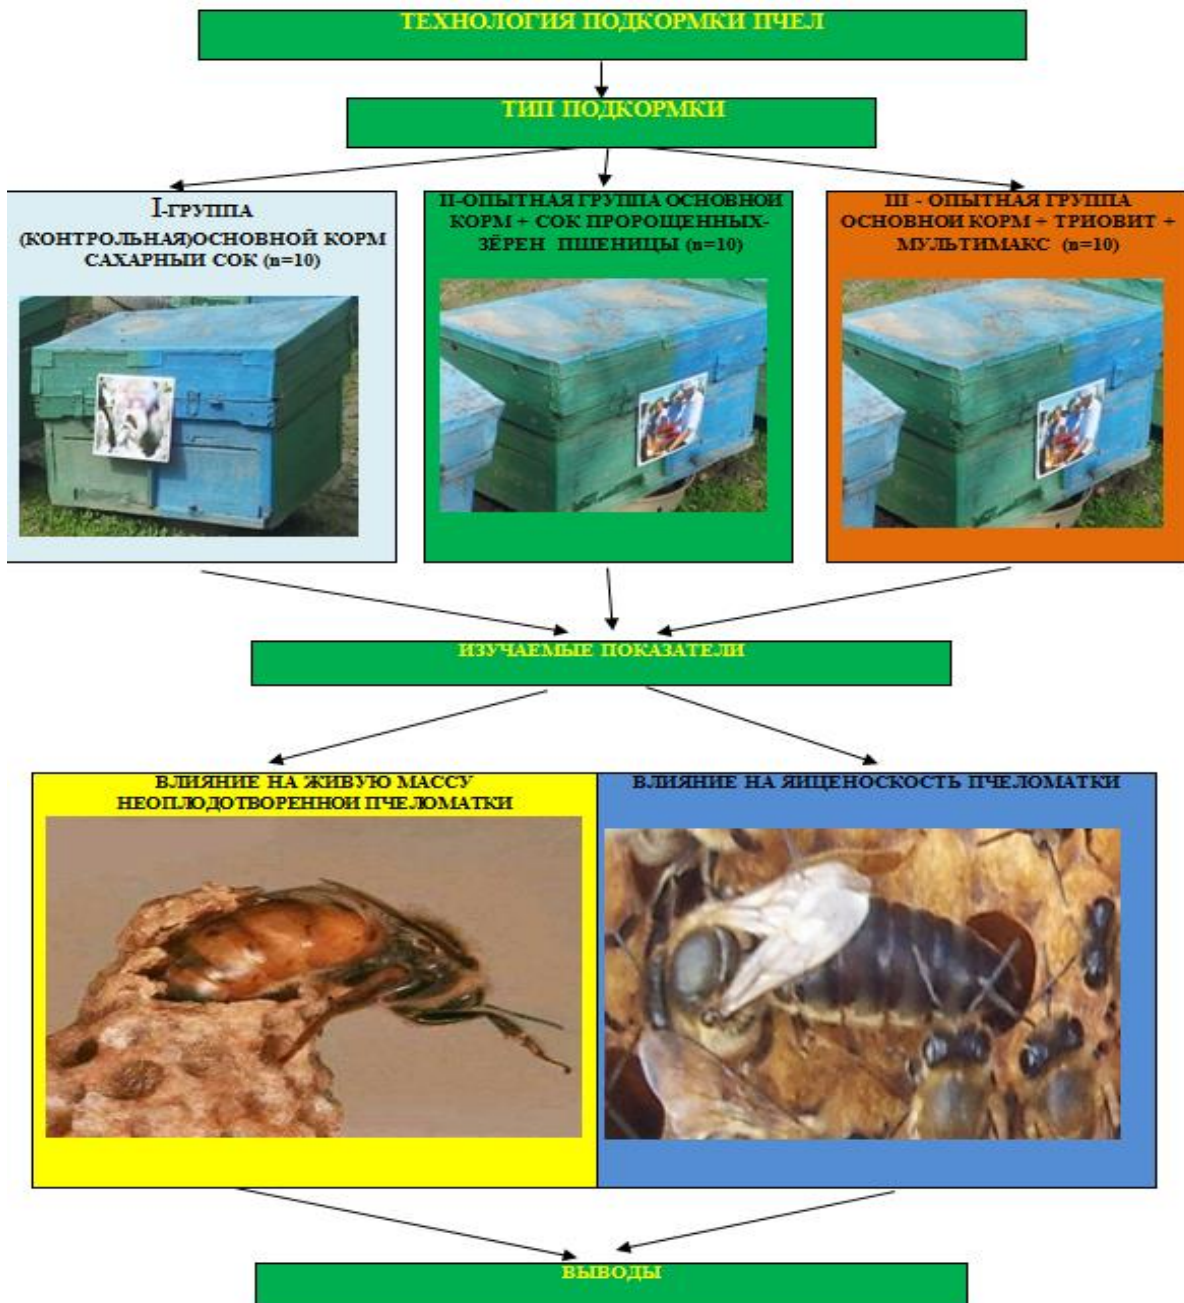 ТЕХНОЛОГИЯ ПОДКОРМКИ ПЧЕЛ
ТИП ПОДКОРМКИ
I-ГРУППА
(КОНТРОЛЬНАЯ)ОСНОВНОЙ КОРМ
САХАРНЫЙ СОК (n=10)
II-ОПЫТНАЯ ГРУППА ОСНОВНОЙ
КОРМ + СОК ПРОРОЩЕННЫХ-
ЗЁРЕН ПШЕНИЦЫ (n=10)
III - ОПЫТНАЯ ГРУППА
ОСНОВНОЙ КОРМ + ТРИОВИТ +
МУЛЬТИМАКС (n=10)
ИЗУЧАЕМЫЕ ПОКАЗАТЕЛИ
ВЛИЯНИЕ НА ЖИВУЮ МАССУ
НЕОПЛОДОТВОРЕННОЙ ПЧЕЛОМАТКИ
ВЛИЯНИЕ НА ЯЙЦЕНОСКОСТЬ ПЧЕЛОМАТКИ
ВЫВОДЫ